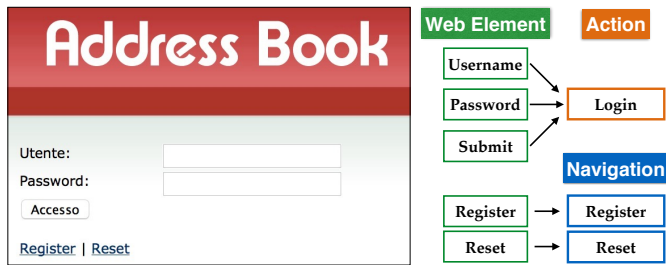 Address Book
Utente:
Password:
Accesso
Register | Reset
Web Element
Action
Username
Password
Login
Submit
Navigation
Register
Register
Reset
Reset